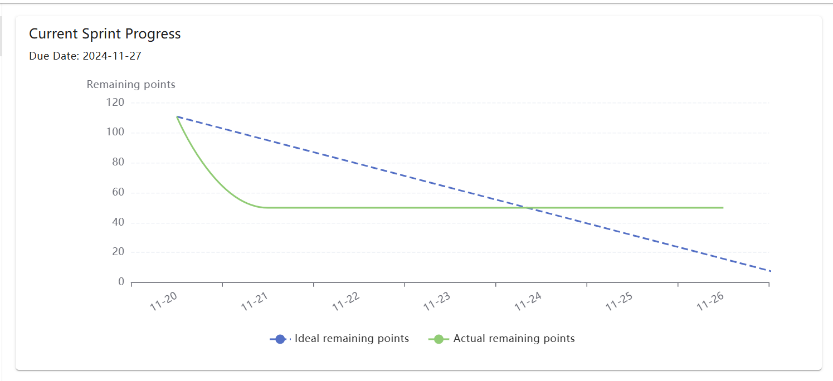 Current Sprint Progress
Due Date: 2024-11-27
Remaining points
120
100
80
60
40
20
0
11-20 11-21 11-22 11-23 11-24 11-25 11-26
Ideal remaining points Actual remaining points